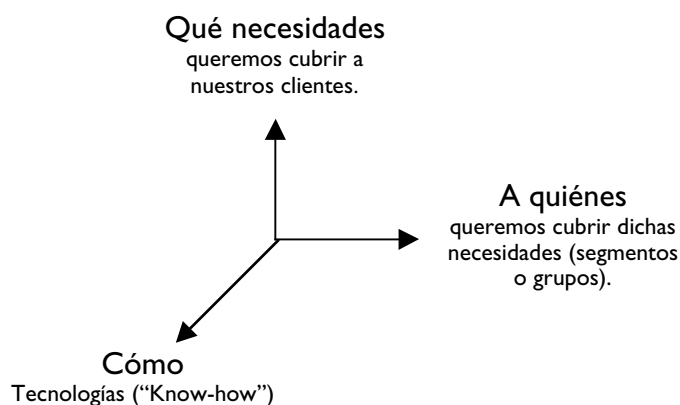 Qué necesidades
queremos cubrir a
nuestros clientes.
A quiénes
queremos cubrir dichas
necesidades (segmentos
o grupos).
Cómo
Tecnologías (“Know-how”)